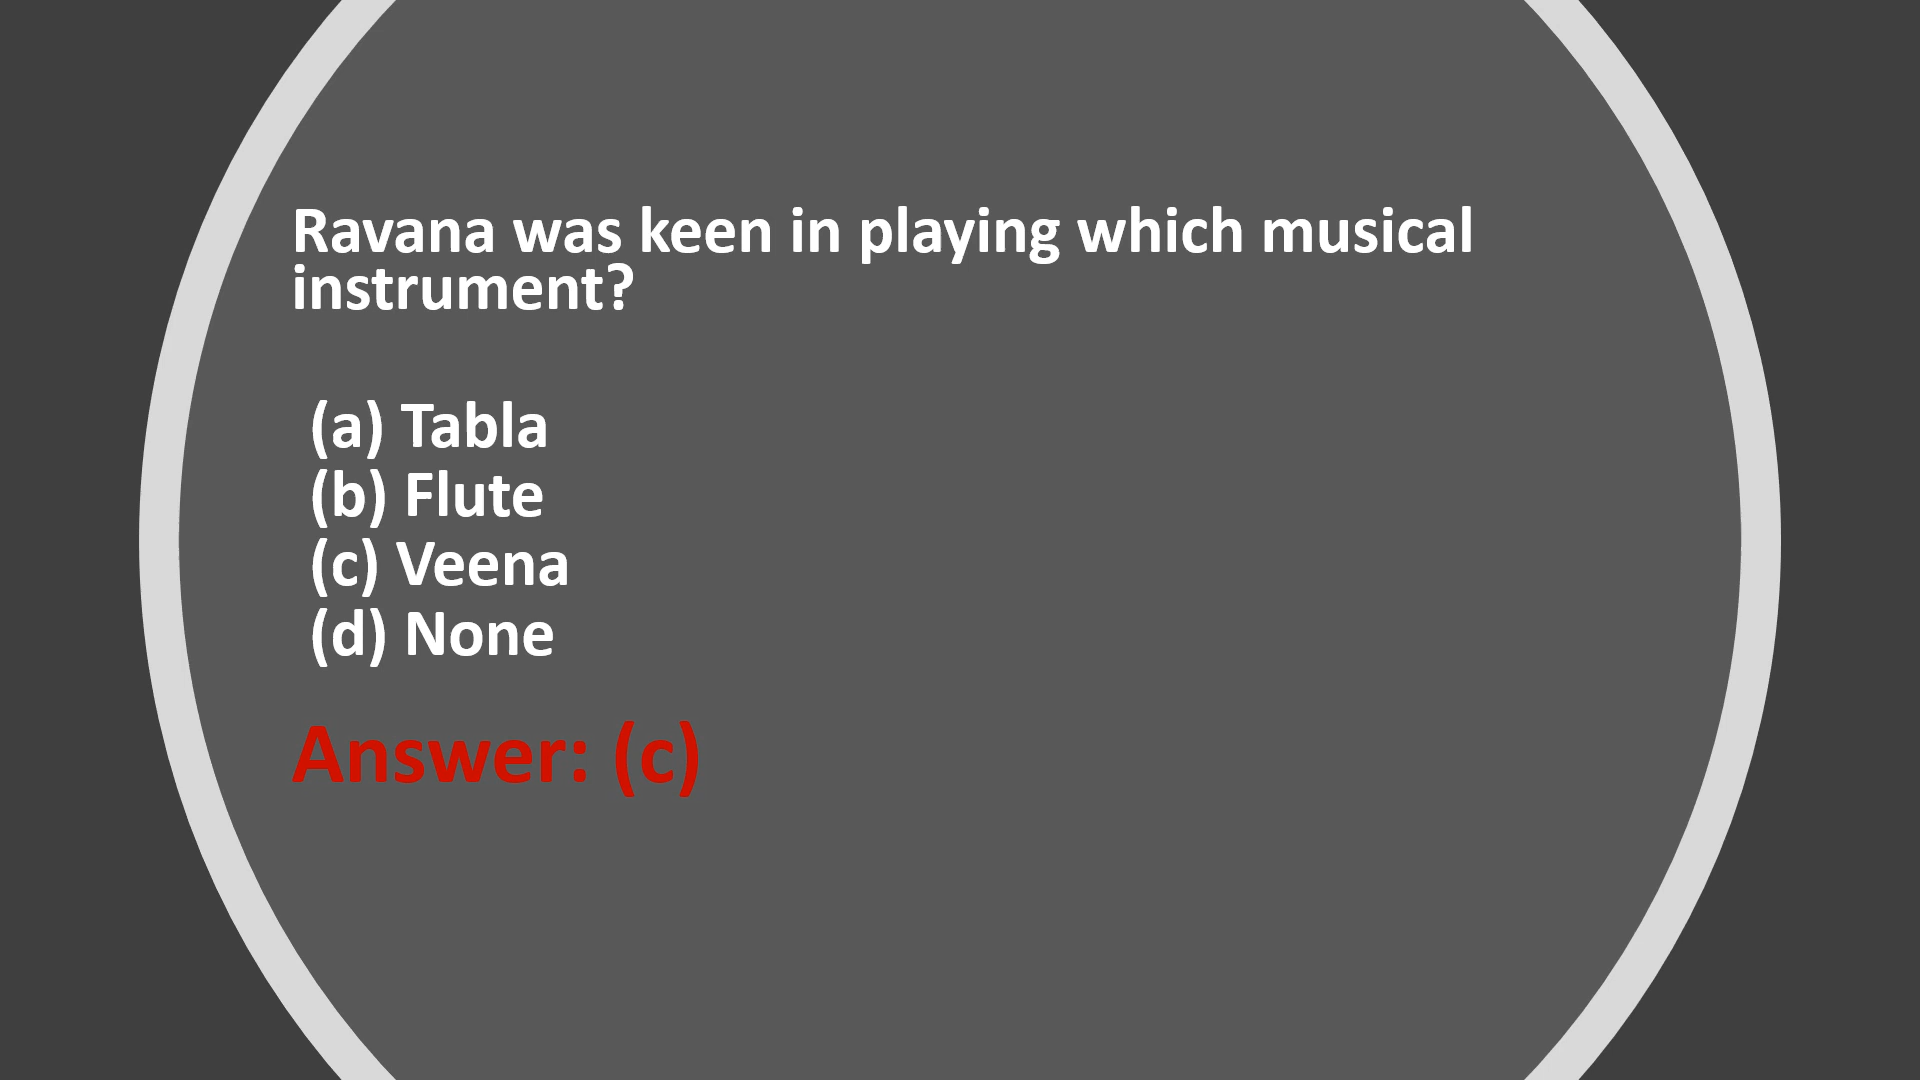 Ravana was keen in playing which musical
instrument?
(a) Tabla
(b) Flute
(c) Veena
(d) None
Answer: (c)